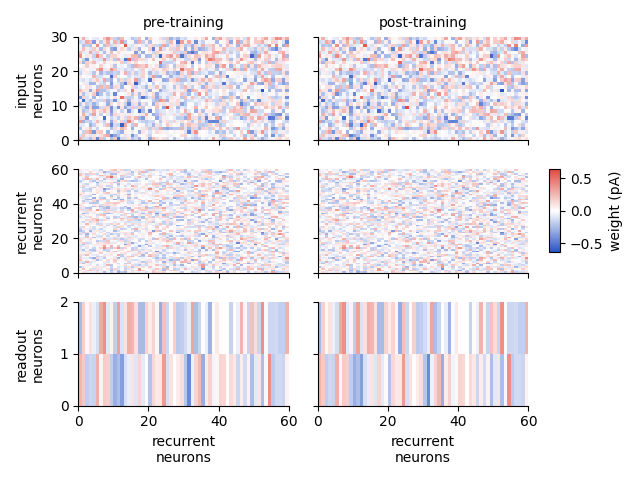 pre-training
post-training
30
20
10
0
input
neurons
60
40
20
0
recurrent
neurons
0.5
0.0
−0.5
weight (pA)
2
1
0
readout
neurons
0 20 40 60
0 20 40 60
recurrent
neurons
recurrent
neurons